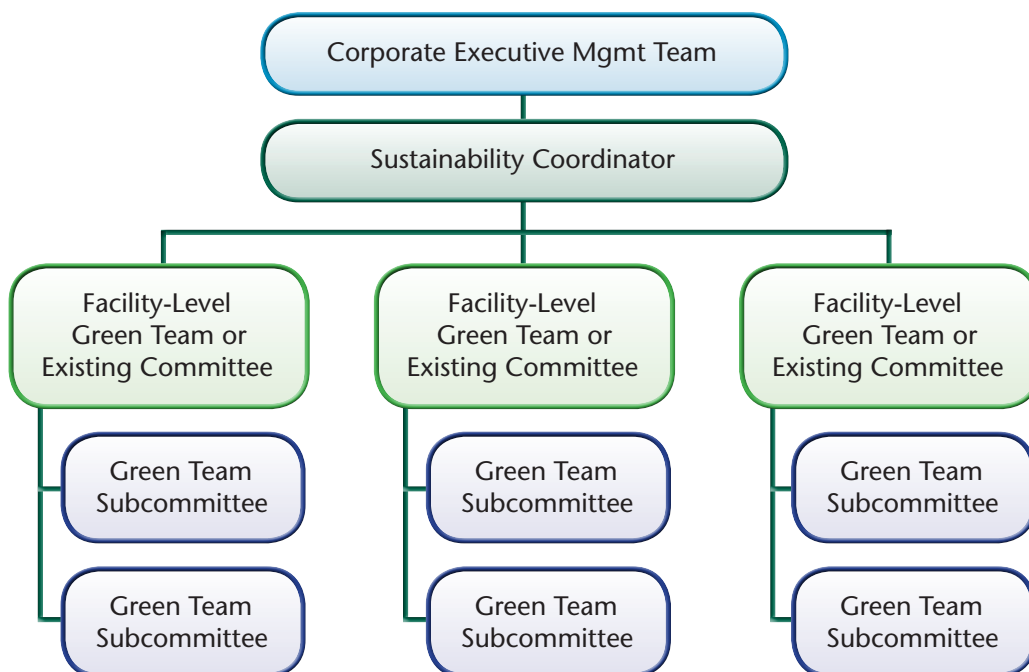 Corporate Executive Mgmt Team
Sustainability Coordinator
Facility-Level
Green Team or
Existing Committee
Facility-Level
Green Team or
Existing Committee
Facility-Level
Green Team or
Existing Committee
Green Team
Subcommittee
Green Team
Subcommittee
Green Team
Subcommittee
Green Team
Subcommittee
Green Team
Subcommittee
Green Team
Subcommittee